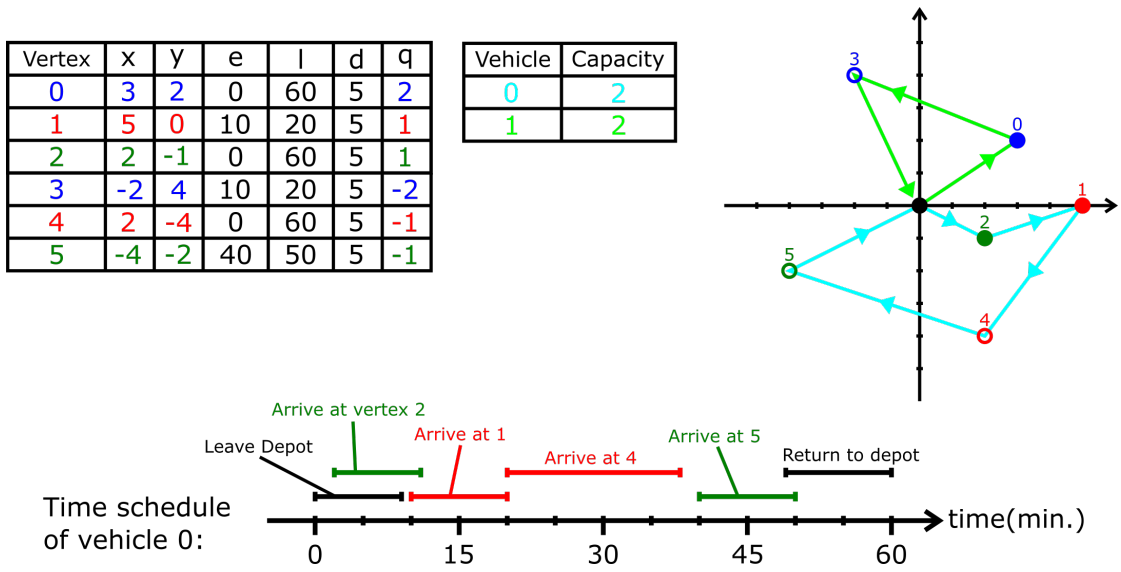 Vertex x y e l d q
0 3 2 0 60 5 2
1 5 0 10 20 5 1
2 2 -1 0 60 5 1
3 -2 4 10 20 5 -2
4 2 -4 0 60 5 -1
5 -4 -2 40 50 5 -1
Vehicle Capacity
0 2
1 2
3
0
1
2
5
4
Arrive at vertex 2
Leave Depot
Arrive at 1
Arrive at 4
Arrive at 5
Return to depot
Time schedule
of vehicle 0:
time(min.)
0 15 30 45 60